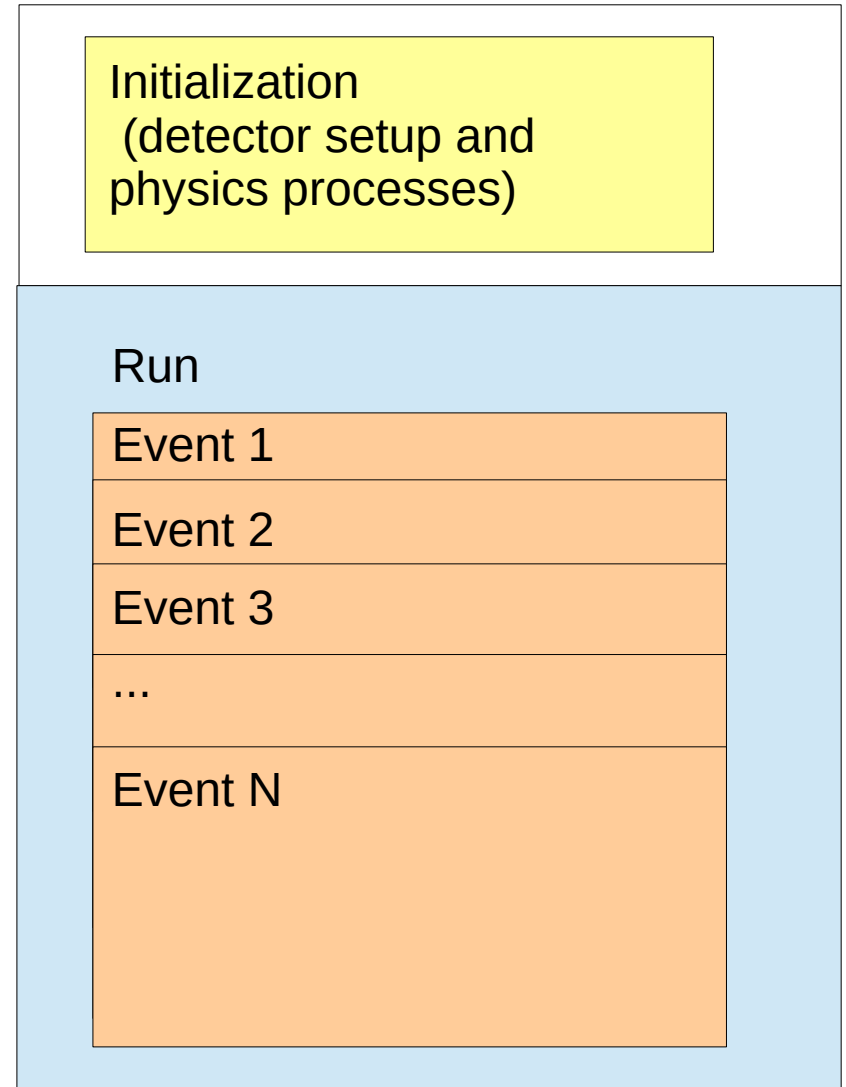 Initialization
(detector setup and
physics processes)
Run
Event 1
Event 2
Event 3
...
Event N